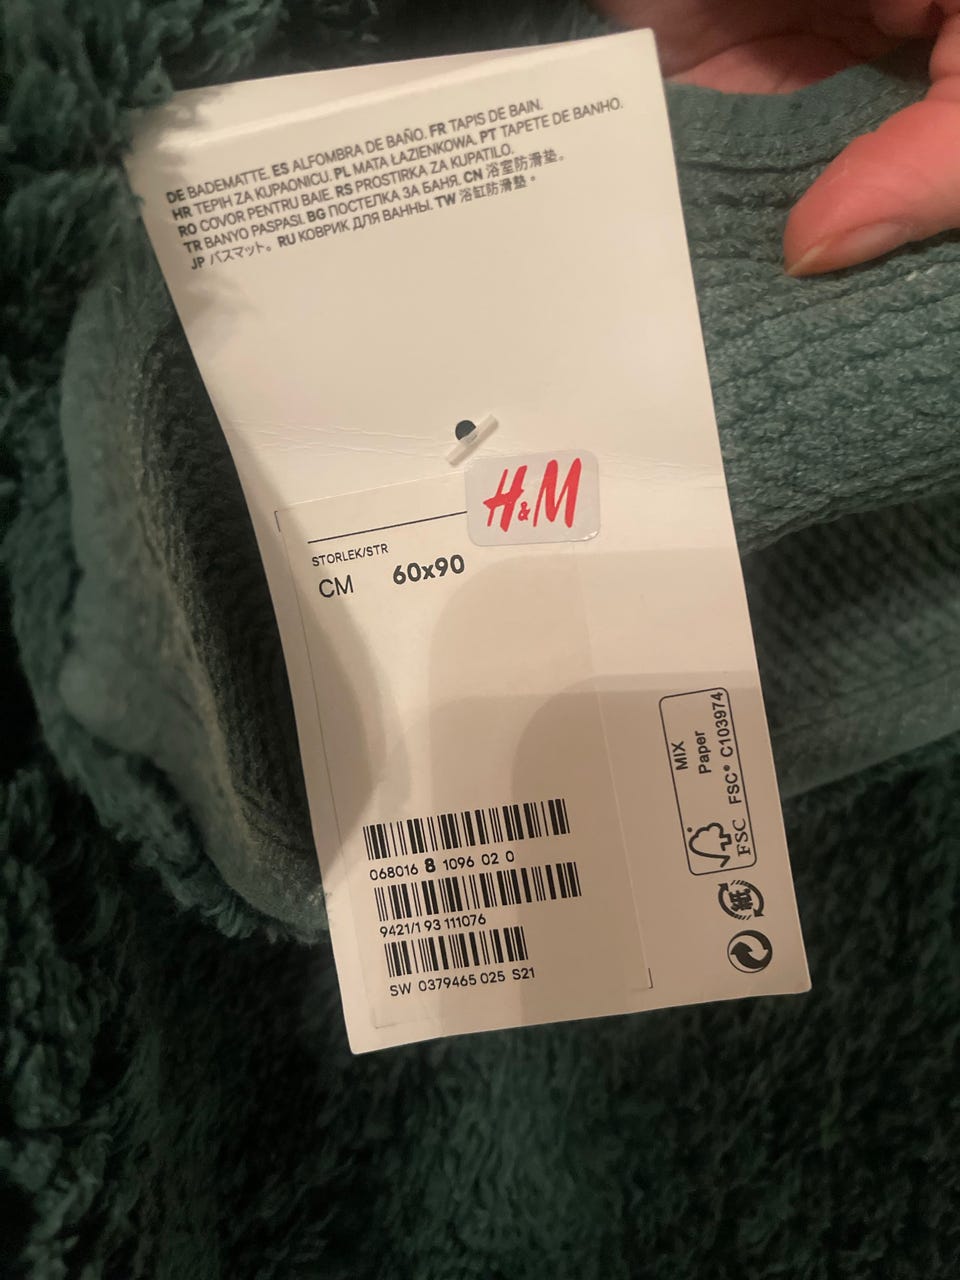 DE BADEMATTE. ES ALFOMBRA DE BAÑO. FR TAPIS DE BAIN.
HR TEPIH ZA KUPAONICU. PL MATA ŁAZIENKOWA. PT TAPETE DE BANHO.
RO COVOR PENTRU BAIE. RS PROSTIRKA ZA KUPATILO.
TR BANYO PASPASI. BG ПОСТЕЛКА ЗА БАНЯ. CN 浴室防滑垫。
JP バスマット。RU КОВРИК ДЛЯ ВАННЫ. TW 浴缸防滑墊。
H&M
STORLEK/STR
CM 60x90
068016 8 1096 02 0
9421/1 93 111076
SW 0379465 025 S21
MIX
Paper
FSC® C103974
FSC
紙